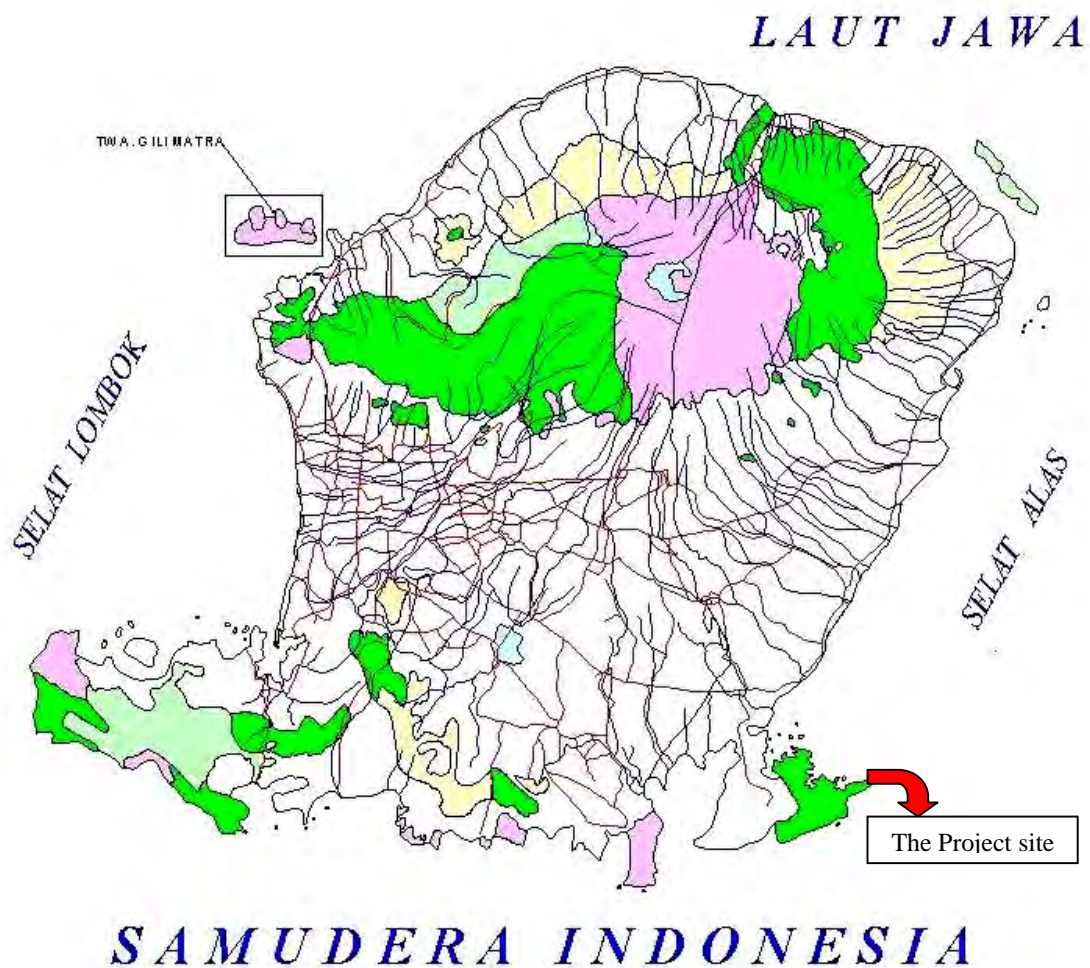 LAUT JAWA
TWA. GILI MATRA
SELAT LOMBOK
SELAT ALAS
The Project site
SAMUDERA INDONESIA